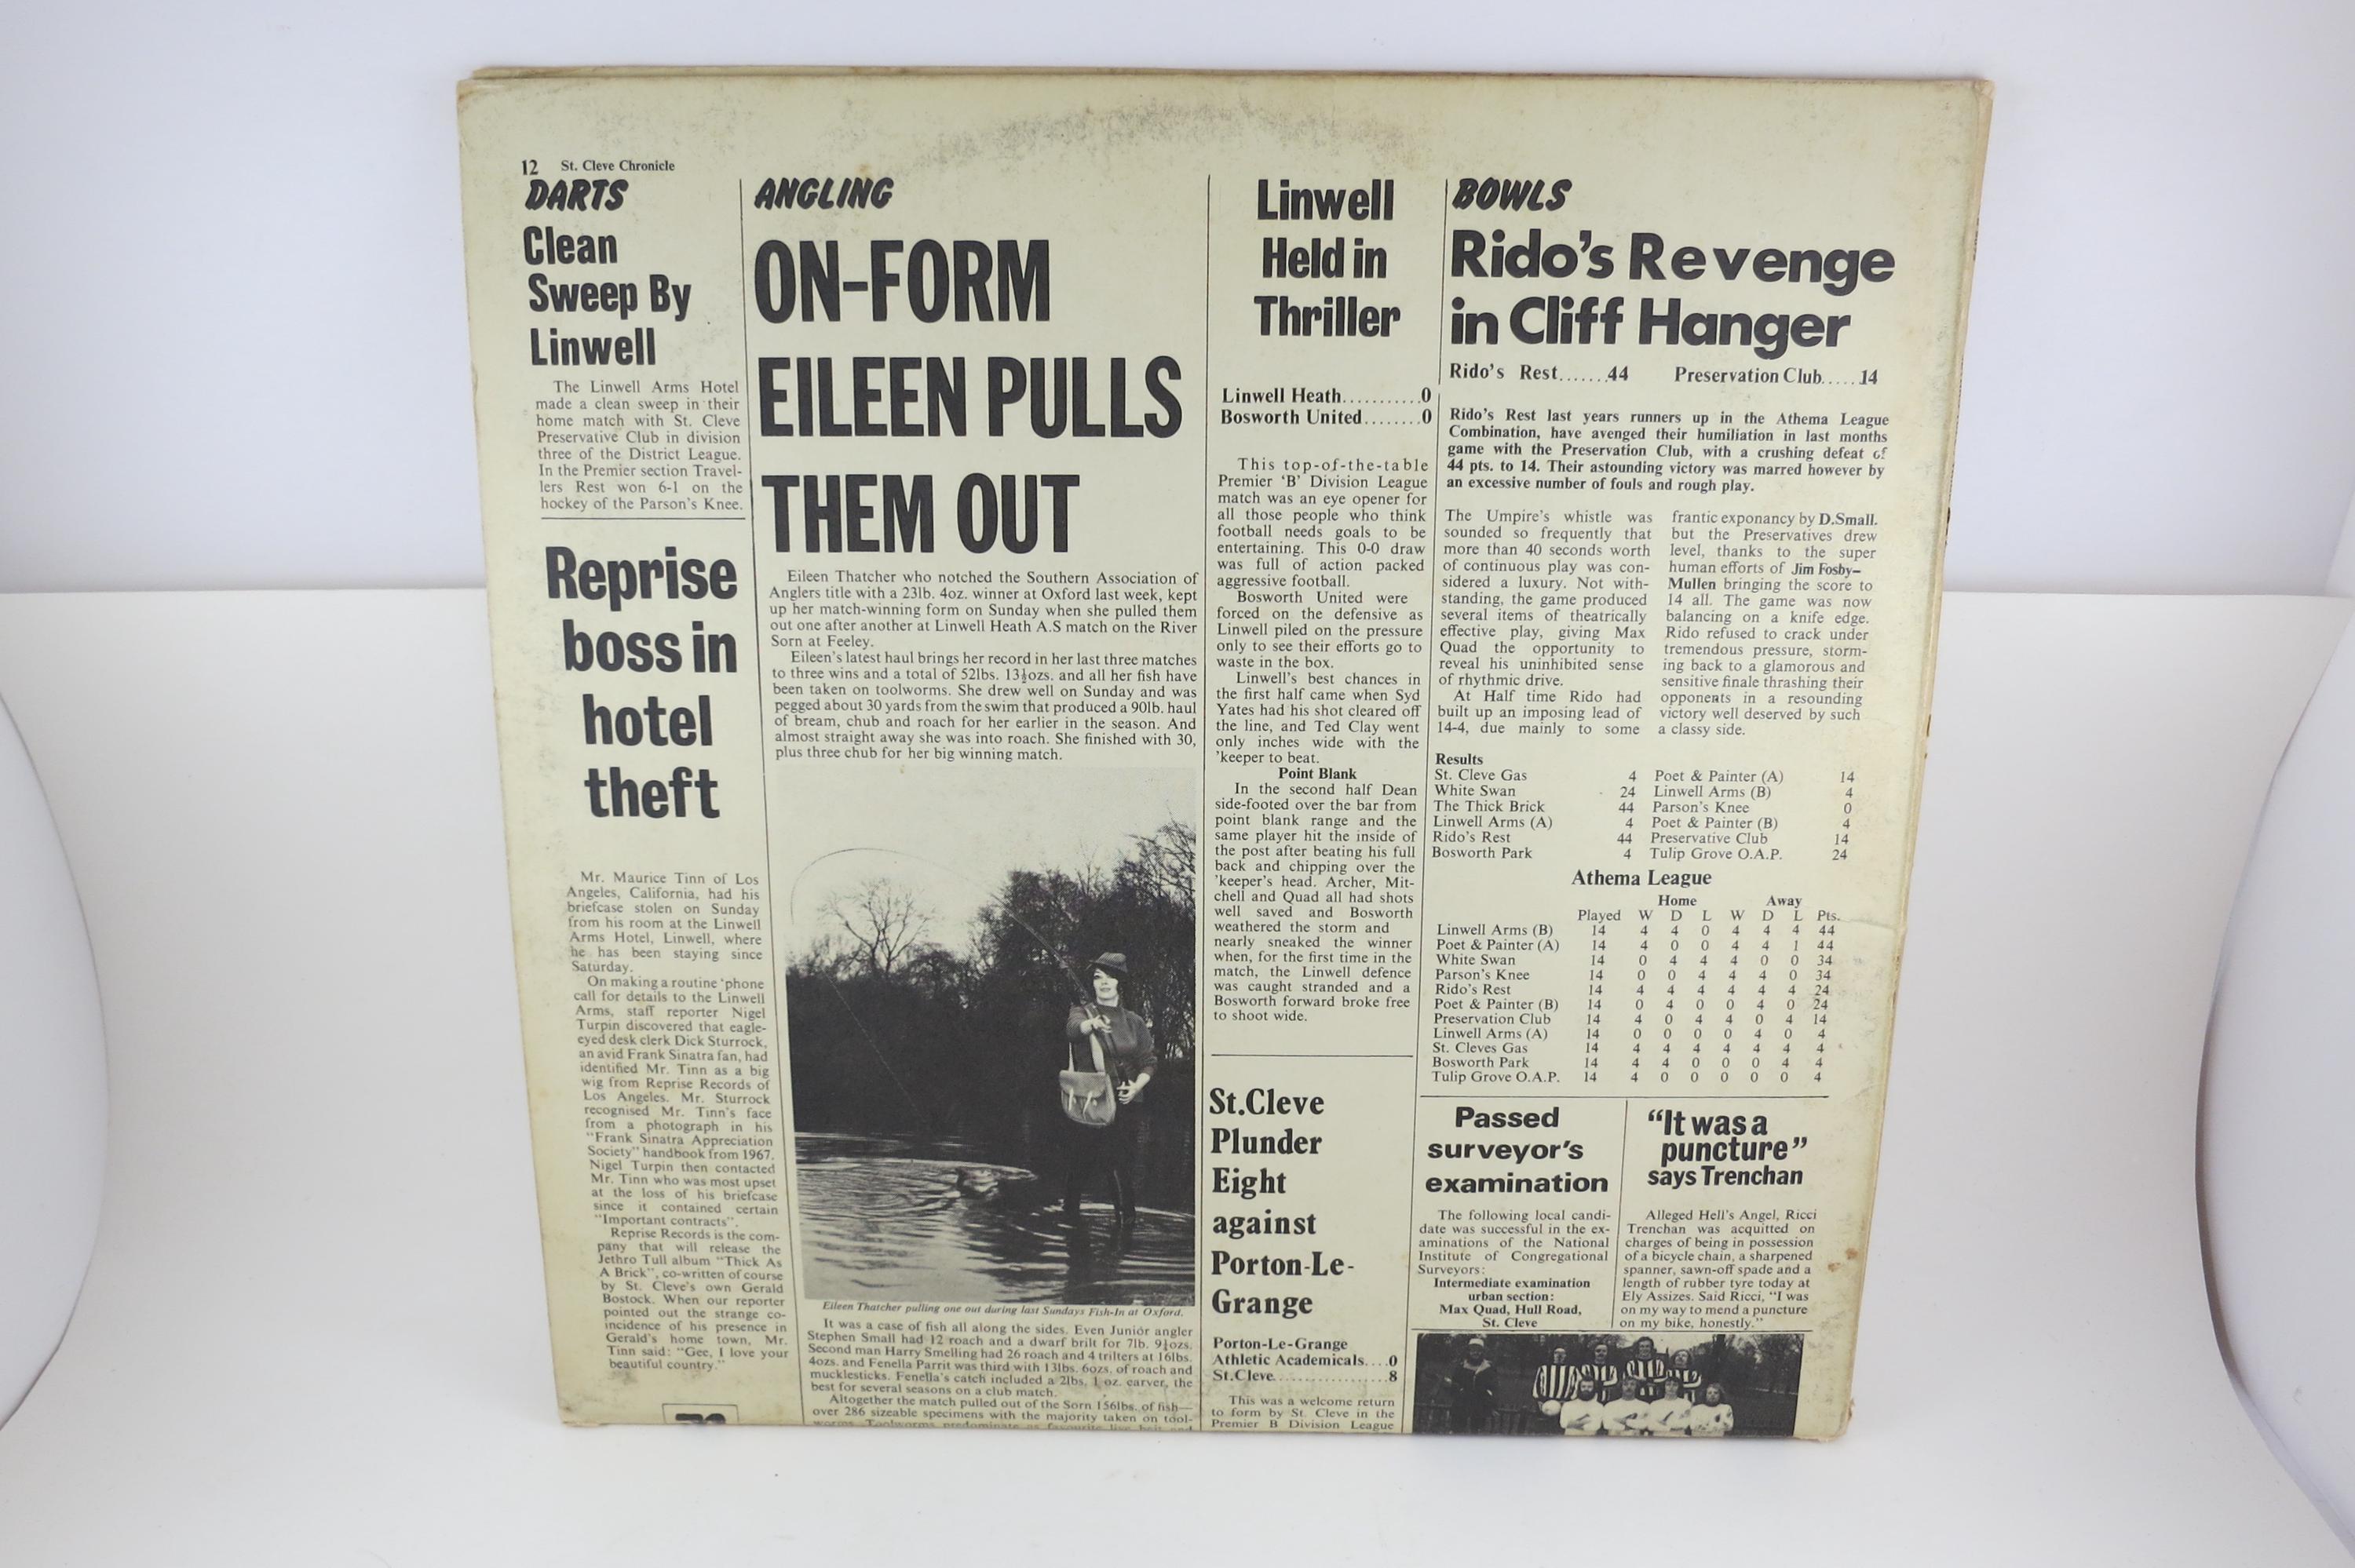 12 St. Cleve Chronicle
DARTS
Clean
Sweep By
Linwell
The Linwell Arms Hotel
made a clean sweep in their
home match with St. Cleve
Preservative Club in division
three of the District League.
In the Premier section Travel-
lers Rest won 6-1 on the
hockey of the Parson's Knee.
Reprise
boss in
hotel
theft
Mr. Maurice Tinn of Los
Angeles, California, had his
briefcase stolen on Sunday
from his room at the Linwell
Arms Hotel, Linwell, where
he has been staying since
Saturday.
On making a routine 'phone
call for details to the Linwell
Arms, staff reporter Nigel
Turpin discovered that eagle-
eyed desk clerk Dick Sturrock,
an avid Frank Sinatra fan, had
identified Mr. Tinn as a big
wig from Reprise Records of
Los Angeles. Mr. Sturrock
recognised Mr. Tinn's face
from a photograph in his
"Frank Sinatra Appreciation
Society" handbook from 1967.
Nigel Turpin then contacted
Mr. Tinn who was most upset
at the loss of his briefcase
since it contained certain
"Important contracts".
Reprise Records is the com-
pany that will release the
Jethro Tull album "Thick As
A Brick", co-written of course
by St. Cleve's own Gerald
Bostock. When our reporter
pointed out the strange co-
incidence of his presence in
Gerald's home town, Mr.
Tinn said: "Gee, I love your
beautiful country."
ANGLING
ON-FORM
EILEEN PULLS
THEM OUT
Eileen Thatcher who notched the Southern Association of
Anglers title with a 23lb. 4oz. winner at Oxford last week, kept
up her match-winning form on Sunday when she pulled them
out one after another at Linwell Heath A.S match on the River
Sorn at Feeley.
Eileen's latest haul brings her record in her last three matches
to three wins and a total of 52lbs. 13½ozs. and all her fish have
been taken on toolworms. She drew well on Sunday and was
pegged about 30 yards from the swim that produced a 90lb. haul
of bream, chub and roach for her earlier in the season. And
almost straight away she was into roach. She finished with 30,
plus three chub for her big winning match.
Eileen Thatcher pulling one out during last Sundays Fish-In at Oxford.
It was a case of fish all along the sides. Even Junior angler
Stephen Small had 12 roach and a dwarf brilt for 7lb. 9½ozs.
Second man Harry Smelling had 26 roach and 4 trilters at 16lbs.
4ozs. and Fenella Parrit was third with 13lbs. 6ozs. of roach and
mucklesticks. Fenella's catch included a 2lbs. 1 oz. carver, the
best for several seasons on a club match.
Altogether the match pulled out of the Sorn 156lbs. of fish—
over 286 sizeable specimens with the majority taken on tool-
worms. Toolworms predominate as favourite live bait and
Linwell
Held in
Thriller
Linwell Heath...........0
Bosworth United........0
This top-of-the-table
Premier 'B' Division League
match was an eye opener for
all those people who think
football needs goals to be
entertaining. This 0-0 draw
was full of action packed
aggressive football.
Bosworth United were
forced on the defensive as
Linwell piled on the pressure
only to see their efforts go to
waste in the box.
Linwell's best chances in
the first half came when Syd
Yates had his shot cleared off
the line, and Ted Clay went
only inches wide with the
'keeper to beat.
Point Blank
In the second half Dean
side-footed over the bar from
point blank range and the
same player hit the inside of
the post after beating his full
back and chipping over the
'keeper's head. Archer, Mit-
chell and Quad all had shots
well saved and Bosworth
weathered the storm and
nearly sneaked the winner
when, for the first time in the
match, the Linwell defence
was caught stranded and a
Bosworth forward broke free
to shoot wide.
St.Cleve
Plunder
Eight
against
Porton-Le-
Grange
Porton-Le-Grange
Athletic Academicals....0
St.Cleve.................8
This was a welcome return
to form by St. Cleve in the
Premier B Division League
BOWLS
Rido's Revenge
in Cliff Hanger
Rido's Rest.......44 Preservation Club.....14
Rido's Rest last years runners up in the Athema League
Combination, have avenged their humiliation in last months
game with the Preservation Club, with a crushing defeat of
44 pts. to 14. Their astounding victory was marred however by
an excessive number of fouls and rough play.
The Umpire's whistle was
sounded so frequently that
more than 40 seconds worth
of continuous play was con-
sidered a luxury. Not with-
standing, the game produced
several items of theatrically
effective play, giving Max
Quad the opportunity to
reveal his uninhibited sense
of rhythmic drive.
At Half time Rido had
built up an imposing lead of
14-4, due mainly to some
frantic exponancy by D.Small.
but the Preservatives drew
level, thanks to the super
human efforts of Jim Fosby-
Mullen bringing the score to
14 all. The game was now
balancing on a knife edge.
Rido refused to crack under
tremendous pressure, storm-
ing back to a glamorous and
sensitive finale thrashing their
opponents in a resounding
victory well deserved by such
a classy side.
Results
St. Cleve Gas 4 Poet & Painter (A) 14
White Swan 24 Linwell Arms (B) 4
The Thick Brick 44 Parson's Knee 0
Linwell Arms (A) 4 Poet & Painter (B) 4
Rido's Rest 44 Preservative Club 14
Bosworth Park 4 Tulip Grove O.A.P. 24
Athema League
Home Away
Played W D L W D L Pts.
Linwell Arms (B) 14 4 4 0 4 4 4 44
Poet & Painter (A) 14 4 0 0 4 4 1 44
White Swan 14 0 4 4 4 0 0 34
Parson's Knee 14 0 0 4 4 4 0 34
Rido's Rest 14 4 4 4 4 4 4 24
Poet & Painter (B) 14 0 4 0 0 4 0 24
Preservation Club 14 4 0 4 4 0 4 14
Linwell Arms (A) 14 0 0 0 0 4 0 4
St. Cleves Gas 14 4 4 4 4 4 4 4
Bosworth Park 14 4 4 0 0 0 4 4
Tulip Grove O.A.P. 14 4 0 0 0 0 0 4
Passed
surveyor's
examination
The following local candi-
date was successful in the ex-
aminations of the National
Institute of Congregational
Surveyors:
Intermediate examination
urban section:
Max Quad, Hull Road,
St. Cleve
"It was a
puncture"
says Trenchan
Alleged Hell's Angel, Ricci
Trenchan was acquitted on
charges of being in possession
of a bicycle chain, a sharpened
spanner, sawn-off spade and a
length of rubber tyre today at
Ely Assizes. Said Ricci, "I was
on my way to mend a puncture
on my bike, honestly."